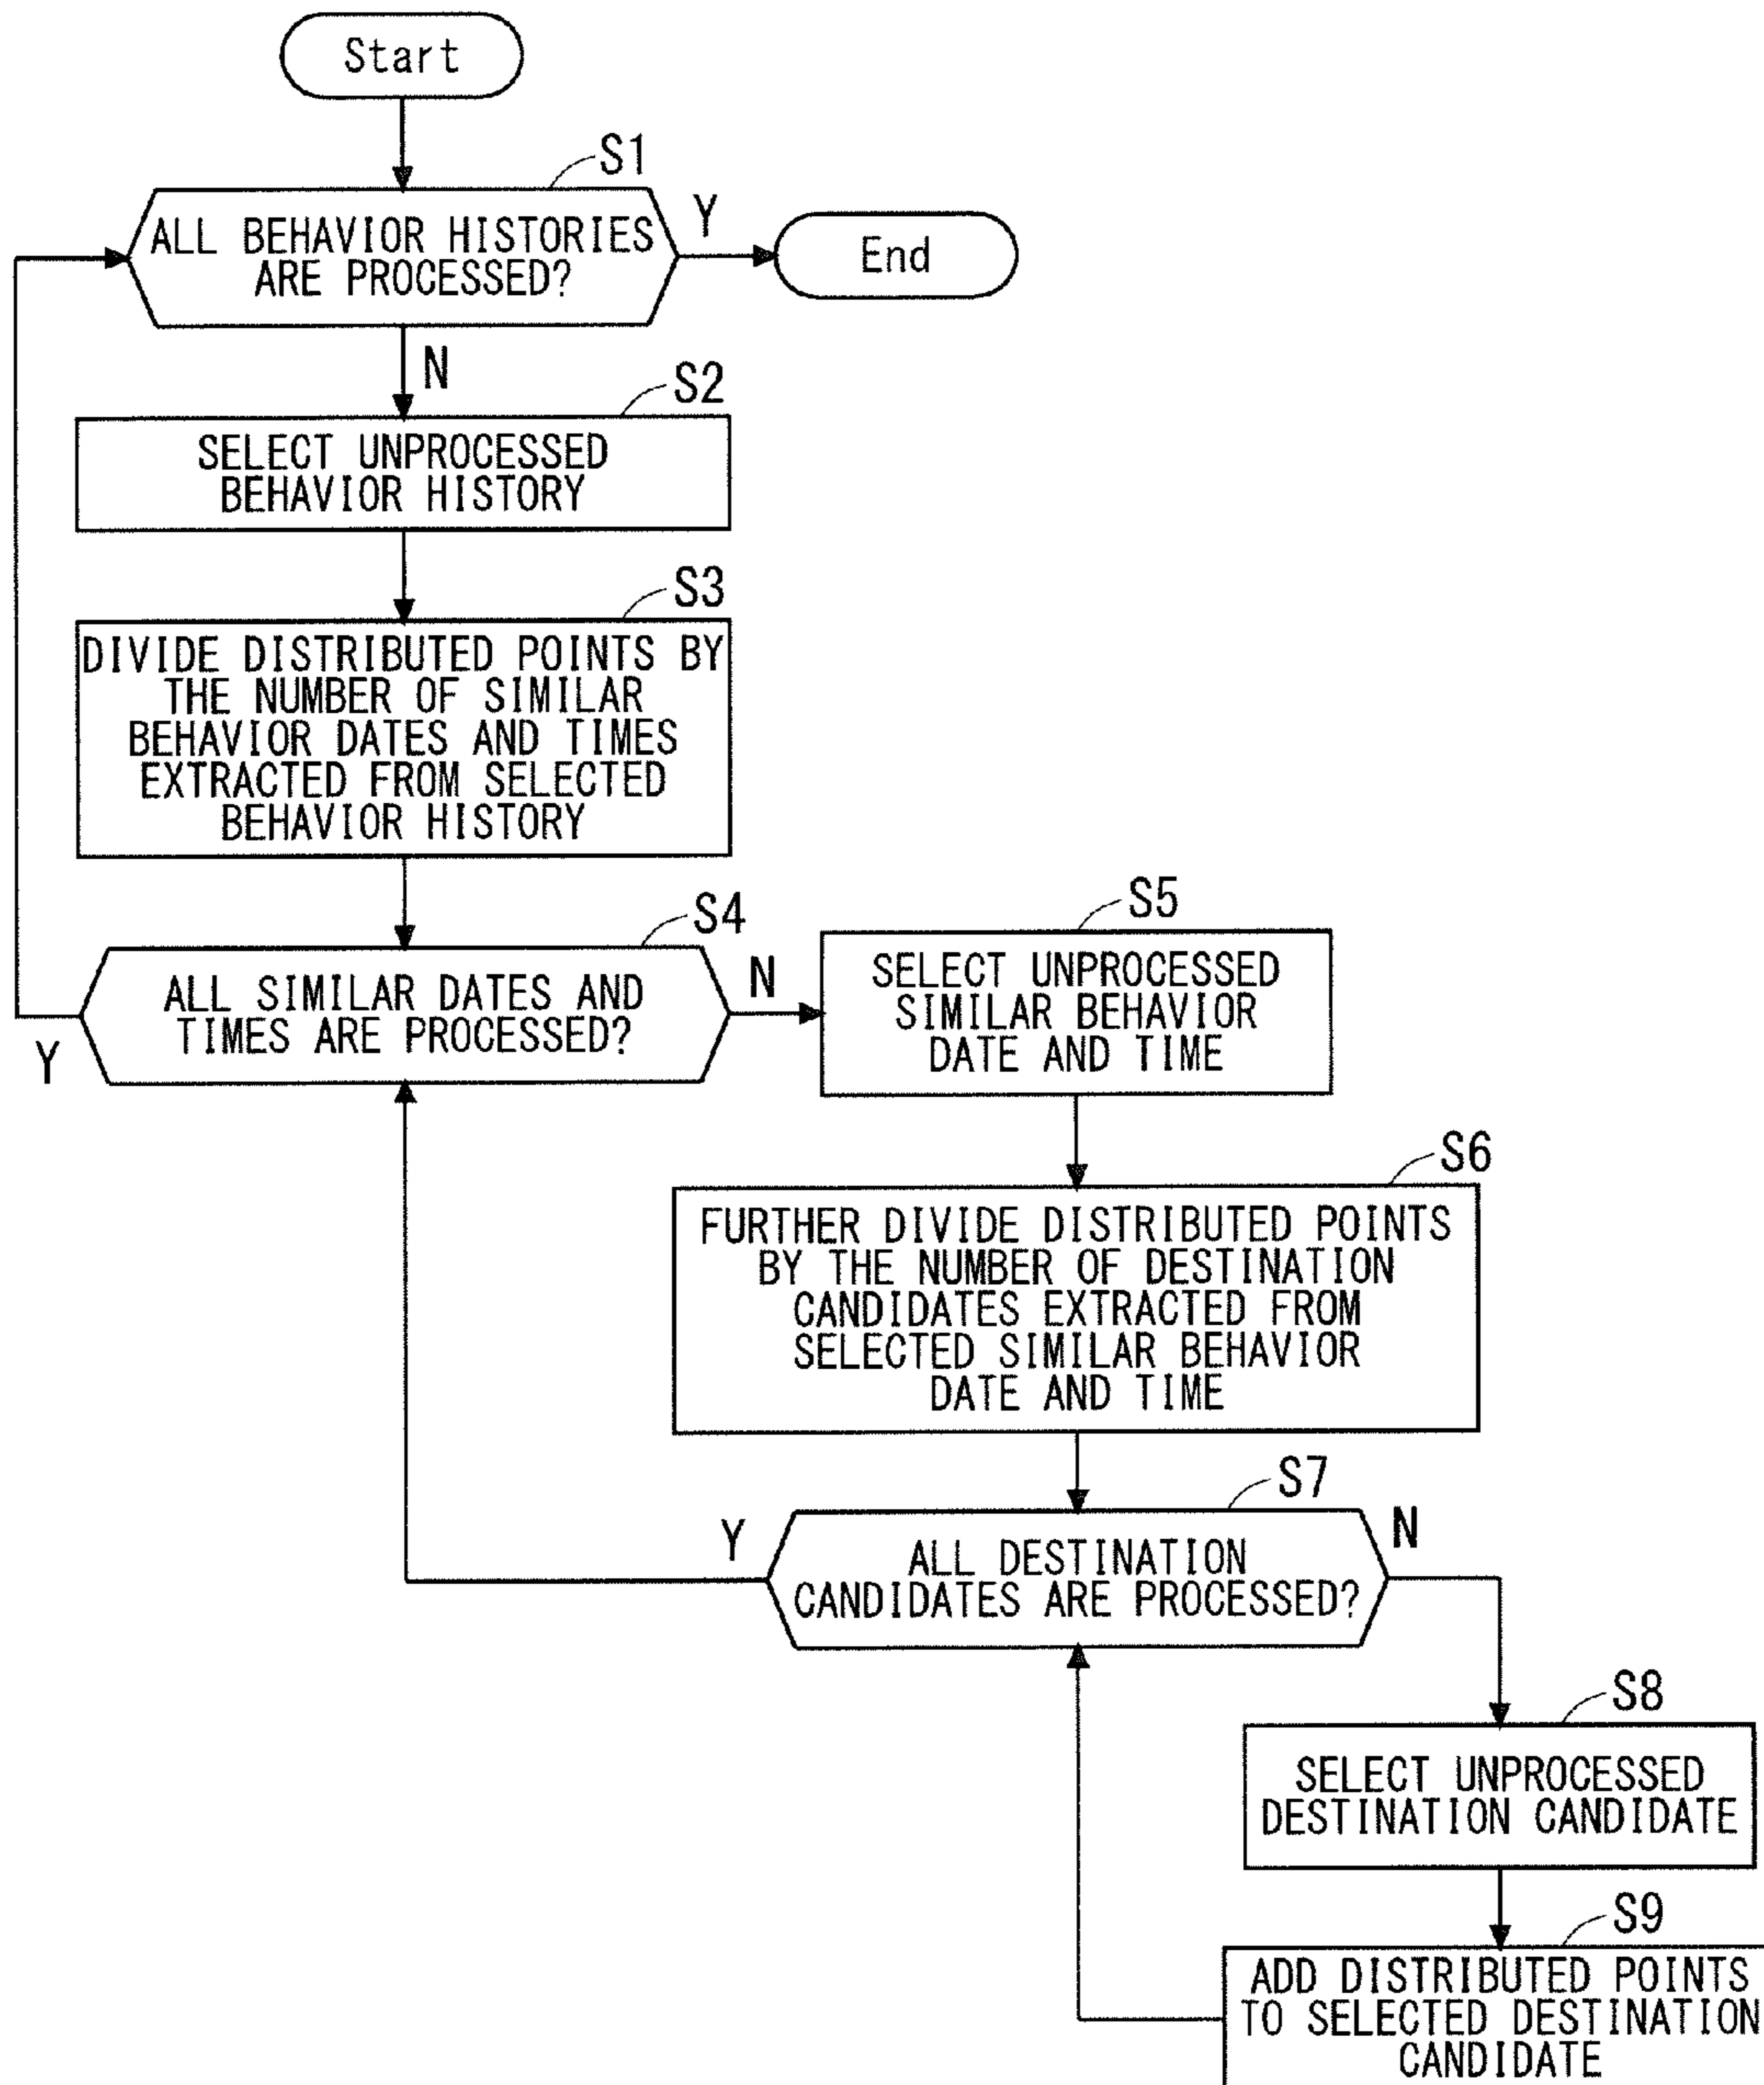 Start
S1
ALL BEHAVIOR HISTORIES
ARE PROCESSED?
Y
End
N
S2
SELECT UNPROCESSED
BEHAVIOR HISTORY
S3
DIVIDE DISTRIBUTED POINTS BY
THE NUMBER OF SIMILAR
BEHAVIOR DATES AND TIMES
EXTRACTED FROM SELECTED
BEHAVIOR HISTORY
S4
ALL SIMILAR DATES AND
TIMES ARE PROCESSED?
Y
N
S5
SELECT UNPROCESSED
SIMILAR BEHAVIOR
DATE AND TIME
S6
FURTHER DIVIDE DISTRIBUTED POINTS
BY THE NUMBER OF DESTINATION
CANDIDATES EXTRACTED FROM
SELECTED SIMILAR BEHAVIOR
DATE AND TIME
S7
Y
ALL DESTINATION
CANDIDATES ARE PROCESSED?
N
S8
SELECT UNPROCESSED
DESTINATION CANDIDATE
S9
ADD DISTRIBUTED POINTS
TO SELECTED DESTINATION
CANDIDATE